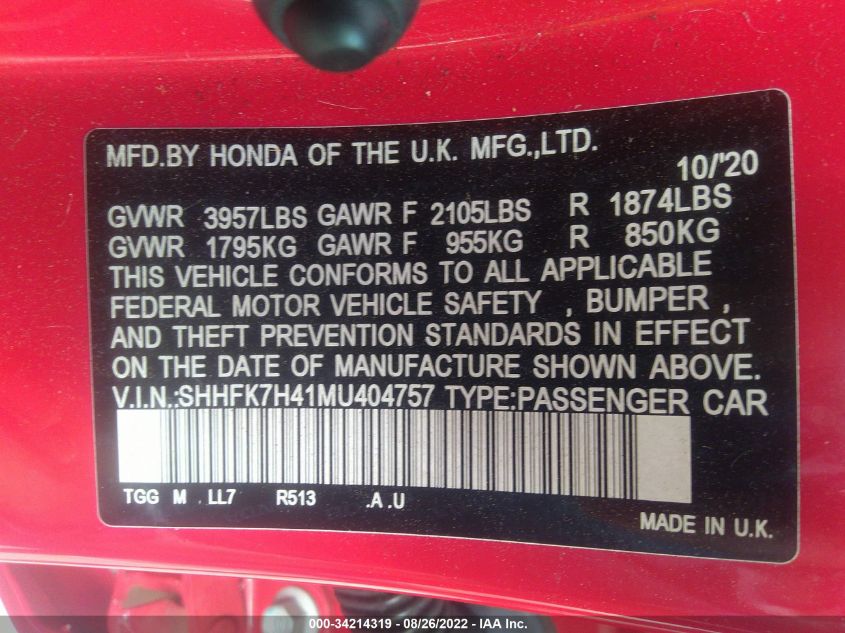 MFD.BY HONDA OF THE U.K. MFG.,LTD.
10/'20
GVWR 3957LBS GAWR F 2105LBS R 1874LBS
GVWR 1795KG GAWR F 955KG R 850KG
THIS VEHICLE CONFORMS TO ALL APPLICABLE
FEDERAL MOTOR VEHICLE SAFETY , BUMPER ,
AND THEFT PREVENTION STANDARDS IN EFFECT
ON THE DATE OF MANUFACTURE SHOWN ABOVE.
V.I.N.:SHHFK7H41MU404757 TYPE:PASSENGER CAR
TGG M . LL7 R513 .A .U
MADE IN U.K.
000-34214319 - 08/26/2022 - IAA Inc.